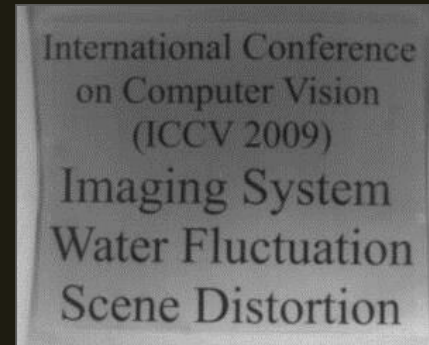 International Conference
on Computer Vision
(ICCV 2009)
Imaging System
Water Fluctuation
Scene Distortion